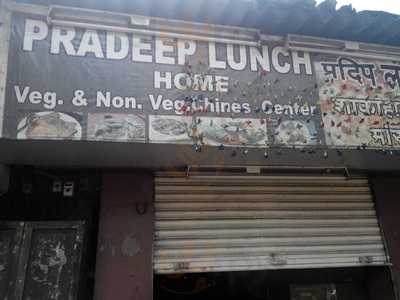 PRADEEP LUNCH
HOME
Veg. & Non. Veg.Chines Center
प्रदिप